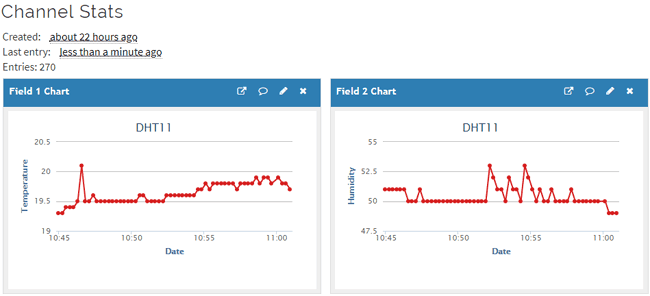 Channel Stats
Created: about 22 hours ago
Last entry: less than a minute ago
Entries: 270
Field 1 Chart
DHT11
Temperature
20.5
20
19.5
19
10:45 10:50 10:55 11:00
Date
Field 2 Chart
DHT11
Humidity
55
52.5
50
47.5
10:45 10:50 10:55 11:00
Date